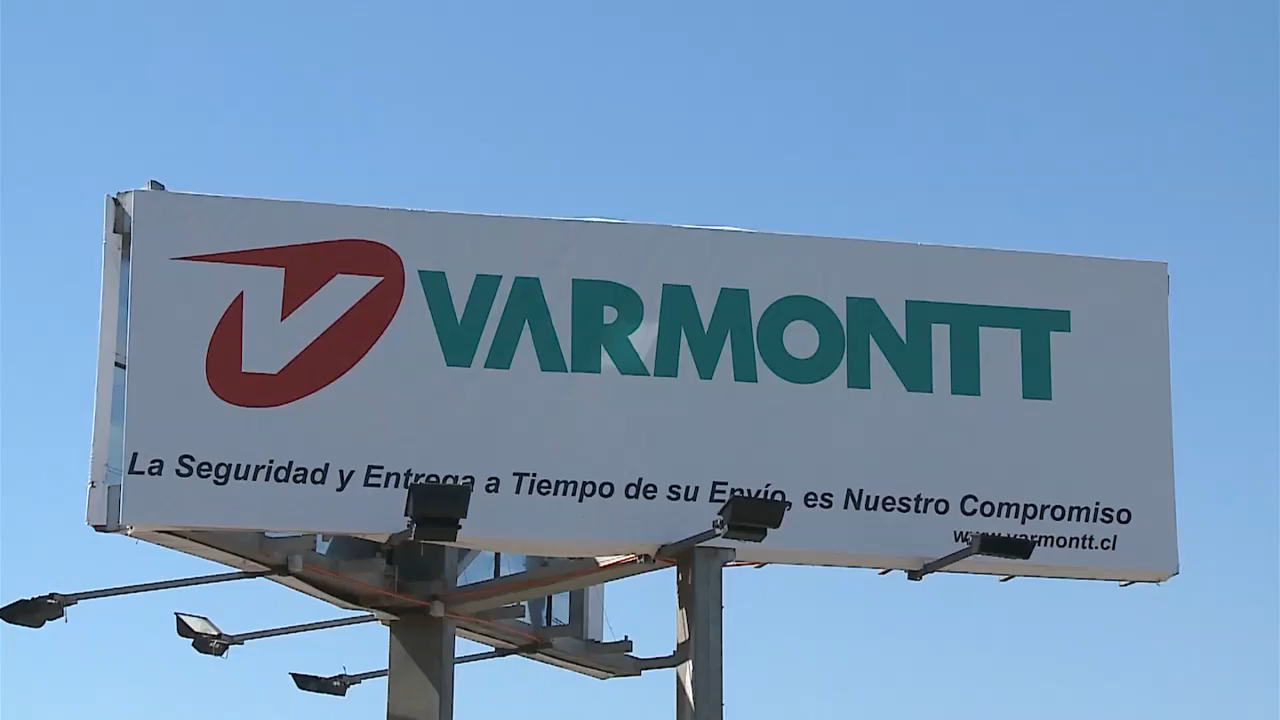 VARMONTT
La Seguridad y Entrega a Tiempo de su Envío, es Nuestro Compromiso
www.varmontt.cl